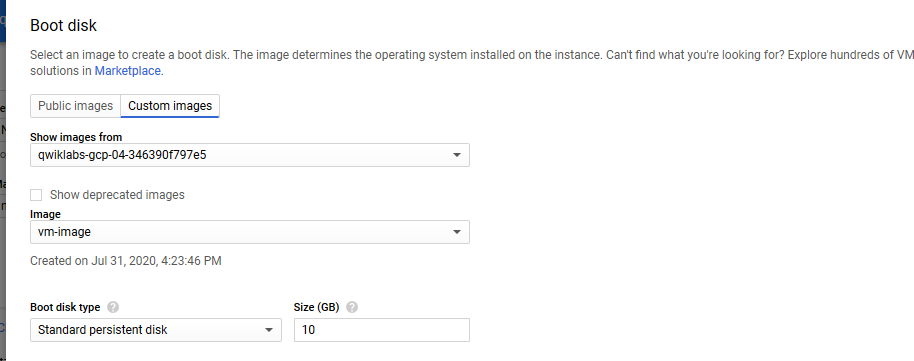 Boot disk
Select an image to create a boot disk. The image determines the operating system installed on the instance. Can't find what you're looking for? Explore hundreds of VM
solutions in Marketplace.
Public images Custom images
Show images from
qwiklabs-gcp-04-346390f797e5
Show deprecated images
Image
vm-image
Created on Jul 31, 2020, 4:23:46 PM
Boot disk type ? Size (GB) ?
Standard persistent disk 10